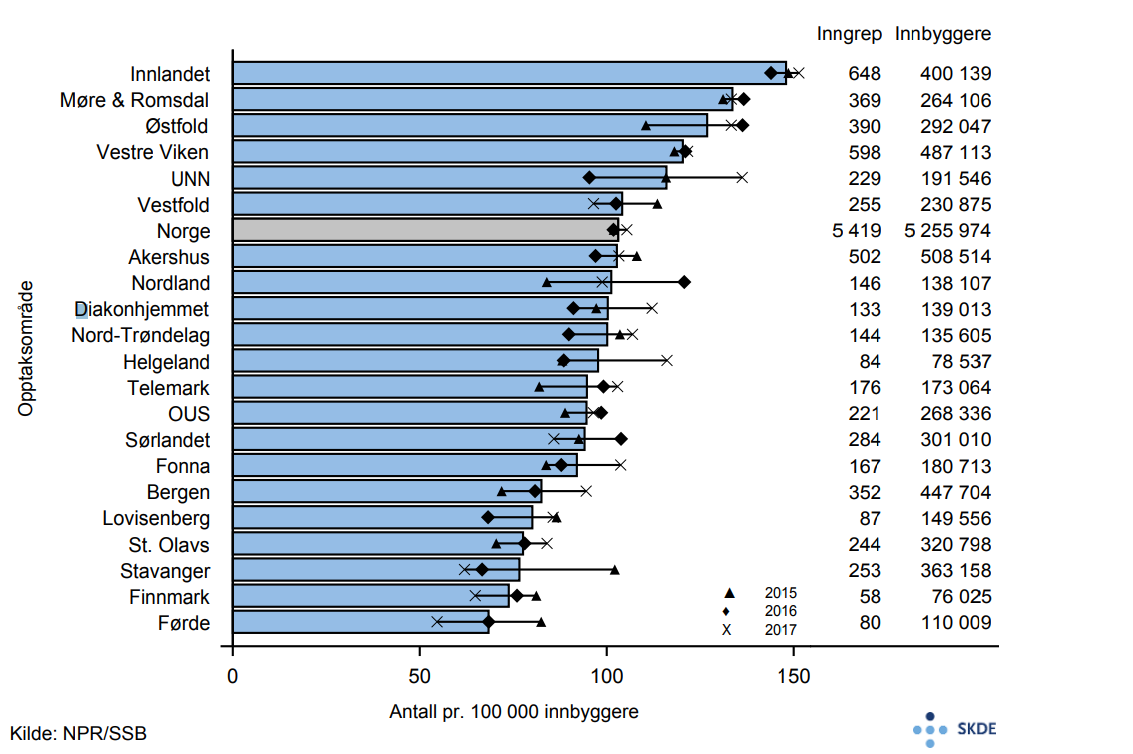 Inngrep Innbyggere
Innlandet 648 400 139
Møre & Romsdal 369 264 106
Østfold 390 292 047
Vestre Viken 598 487 113
UNN 229 191 546
Vestfold 255 230 875
Norge 5 419 5 255 974
Akershus 502 508 514
Nordland 146 138 107
Diakonhjemmet 133 139 013
Nord-Trøndelag 144 135 605
Helgeland 84 78 537
Telemark 176 173 064
OUS 221 268 336
Sørlandet 284 301 010
Fonna 167 180 713
Bergen 352 447 704
Lovisenberg 87 149 556
St. Olavs 244 320 798
Stavanger 253 363 158
Finnmark 58 76 025
Førde 80 110 009
Opptaksområde
2015
2016
2017
0 50 100 150
Antall pr. 100 000 innbyggere
Kilde: NPR/SSB
SKDE